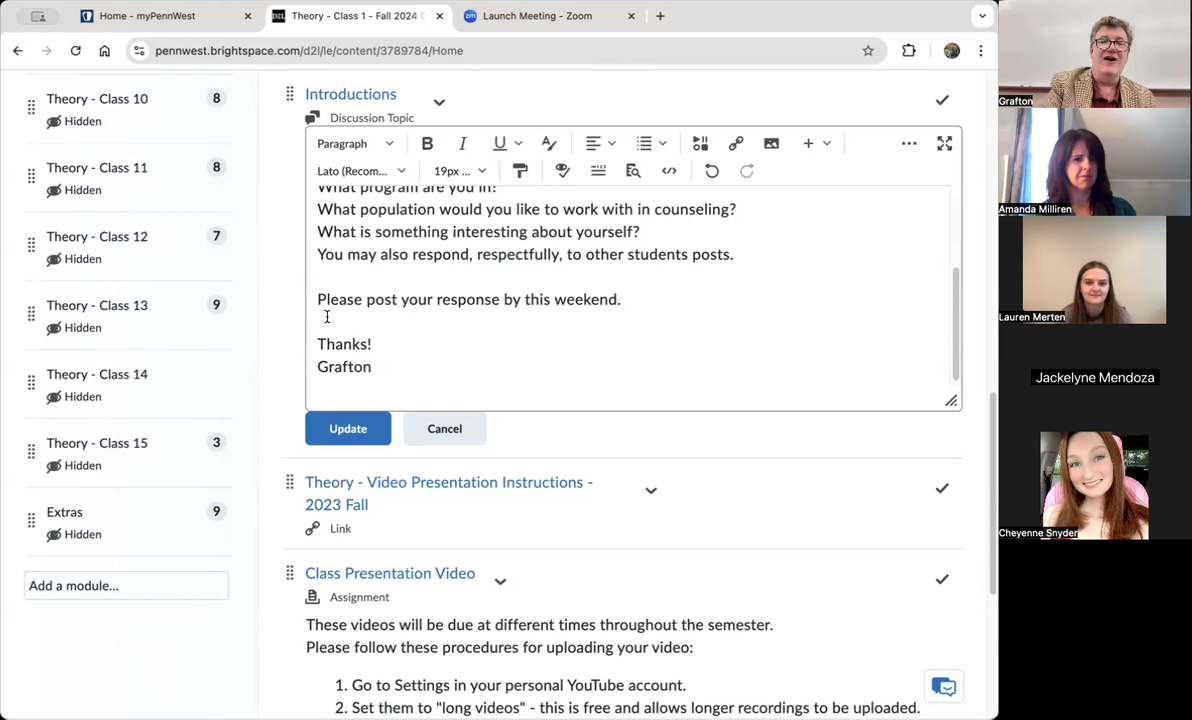 Home - myPennWest
Theory - Class 1 - Fall 2024 C
Launch Meeting - Zoom
pennwest.brightspace.com/d2l/le/content/3789784/Home
Theory - Class 10
8
Hidden
Theory - Class 11
8
Hidden
Theory - Class 12
7
Hidden
Theory - Class 13
9
Hidden
Theory - Class 14
Hidden
Theory - Class 15
3
Hidden
Extras
9
Hidden
Add a module...
Introductions
Discussion Topic
Paragraph
B I U A
Lato (Recom...
19px ...
What program are you in?
What population would you like to work with in counseling?
What is something interesting about yourself?
You may also respond, respectfully, to other students posts.
Please post your response by this weekend.
Thanks!
Grafton
Update
Cancel
Theory - Video Presentation Instructions -
2023 Fall
Link
Class Presentation Video
Assignment
These videos will be due at different times throughout the semester.
Please follow these procedures for uploading your video:
1. Go to Settings in your personal YouTube account.
2. Set them to "long videos" - this is free and allows longer recordings to be uploaded.
Grafton
Amanda Milliren
Lauren Merten
Jackelyne Mendoza
Cheyenne Snyder